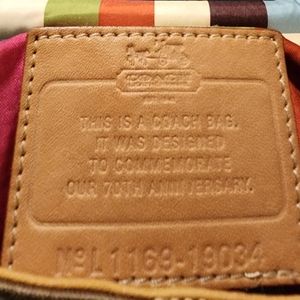 COACH
THIS IS A COACH BAG.
IT WAS DESIGNED
TO COMMEMORATE
OUR 70TH ANNIVERSARY.
Nº L1169-19034